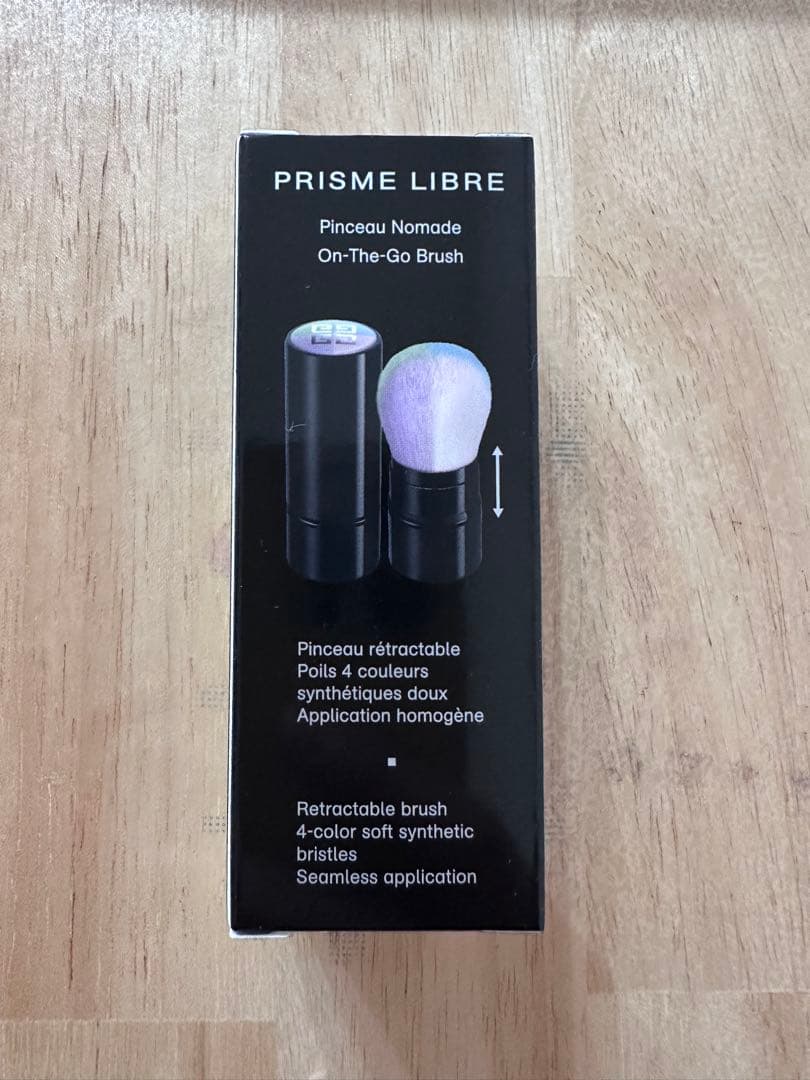 PRISME LIBRE
Pinceau Nomade
On-The-Go Brush
Pinceau rétractable
Poils 4 couleurs
synthétiques doux
Application homogène
Retractable brush
4-color soft synthetic
bristles
Seamless application